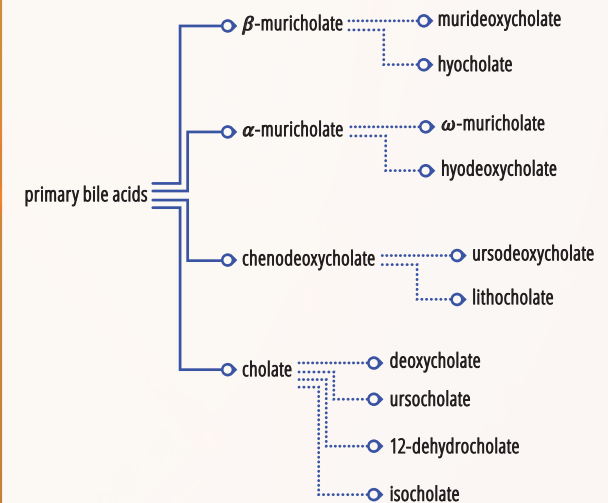 β-muricholate
murideoxycholate
hyocholate
α-muricholate
ω-muricholate
hyodeoxycholate
primary bile acids
chenodeoxycholate
ursodeoxycholate
lithocholate
cholate
deoxycholate
ursocholate
12-dehydrocholate
isocholate